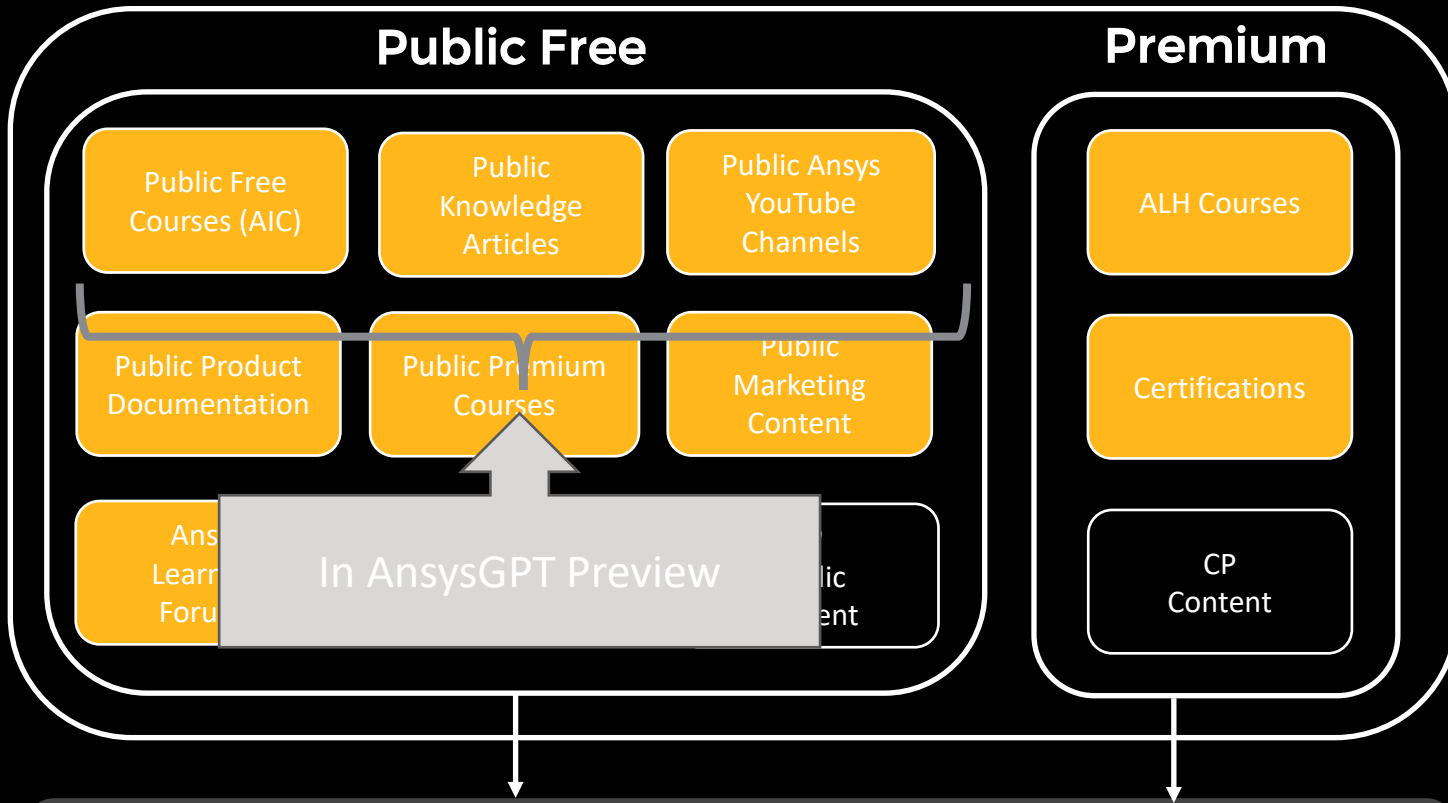 Public Free
Premium
Public Free
Courses (AIC)
Public
Knowledge
Articles
Public Ansys
YouTube
Channels
ALH Courses
Public Product
Documentation
Public Premium
Courses
Public
Marketing
Content
Certifications
In AnsysGPT Preview
CP
Content